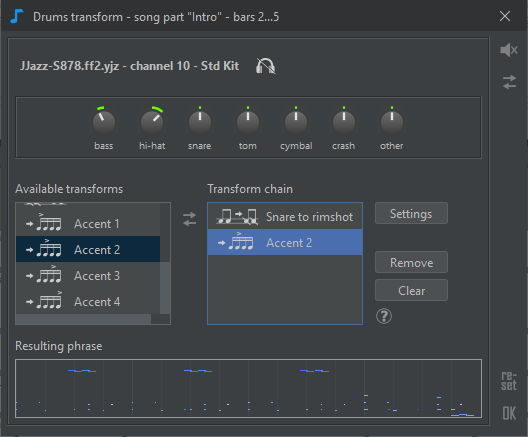 Drums transform - song part "Intro" - bars 2...5
JJazz-S878.ff2.yjz - channel 10 - Std Kit
bass hi-hat snare tom cymbal crash other
Available transforms
Transform chain
Accent 1
Accent 2
Accent 3
Accent 4
Snare to rimshot
Accent 2
Settings
Remove
Clear
?
Resulting phrase
re-
set
OK